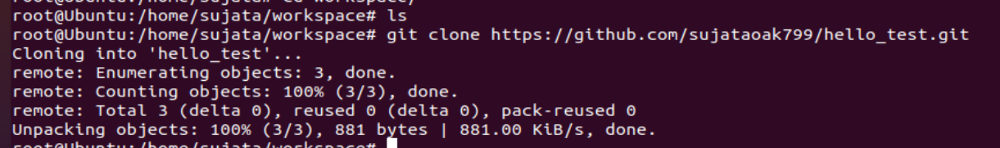 root@Ubuntu:/home/sujata# cd workspace/
root@Ubuntu:/home/sujata/workspace# ls
root@Ubuntu:/home/sujata/workspace# git clone https://github.com/sujataoak799/hello_test.git
Cloning into 'hello_test'...
remote: Enumerating objects: 3, done.
remote: Counting objects: 100% (3/3), done.
remote: Total 3 (delta 0), reused 0 (delta 0), pack-reused 0
Unpacking objects: 100% (3/3), 881 bytes | 881.00 KiB/s, done.
root@Ubuntu:/home/sujata/workspace#